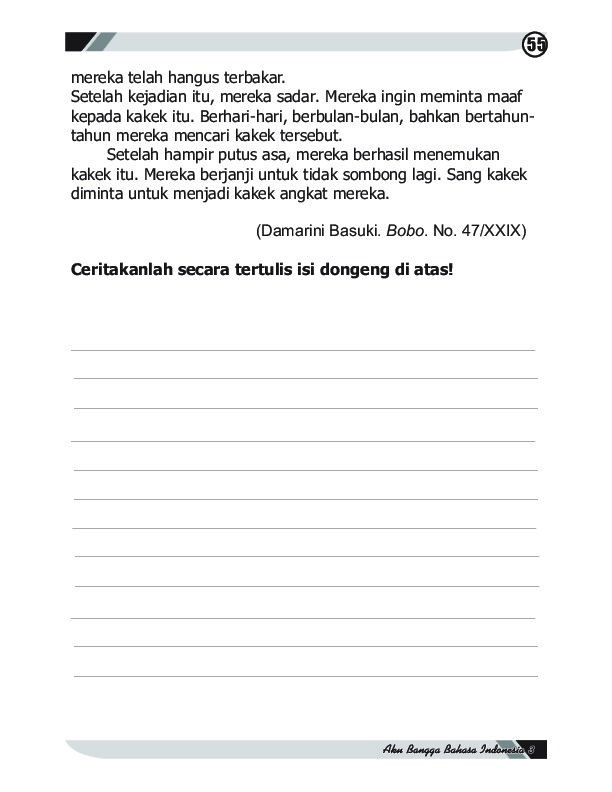 55
mereka telah hangus terbakar.
Setelah kejadian itu, mereka sadar. Mereka ingin meminta maaf
kepada kakek itu. Berhari-hari, berbulan-bulan, bahkan bertahun-
tahun mereka mencari kakek tersebut.
Setelah hampir putus asa, mereka berhasil menemukan
kakek itu. Mereka berjanji untuk tidak sombong lagi. Sang kakek
diminta untuk menjadi kakek angkat mereka.
(Damarini Basuki. Bobo. No. 47/XXIX)
Ceritakanlah secara tertulis isi dongeng di atas!
Aku Bangga Bahasa Indonesia 3